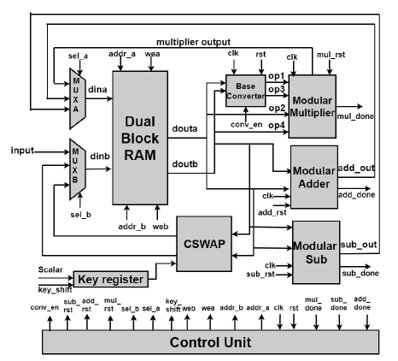 multiplier output
sel_a
addr_a
wea
clk
rst
clk
mul_rst
MUXA
dina
Dual
Block
RAM
Base
Converter
op1
op3
op2
op4
conv_en
Modular
Multiplier
mul_done
douta
doutb
input
MUXB
dinb
sel_b
addr_b
web
Modular
Adder
add_out
add_done
clk
add_rst
CSWAP
Modular
Sub
sub_out
sub_done
clk
sub_rst
Scalar
key_shift
Key register
conv_en
sub_rst
add_rst
mul_rst
sel_b
sel_a
key_shift
web
wea
addr_b
addr_a
clk
rst
mul_done
sub_done
add_done
Control Unit